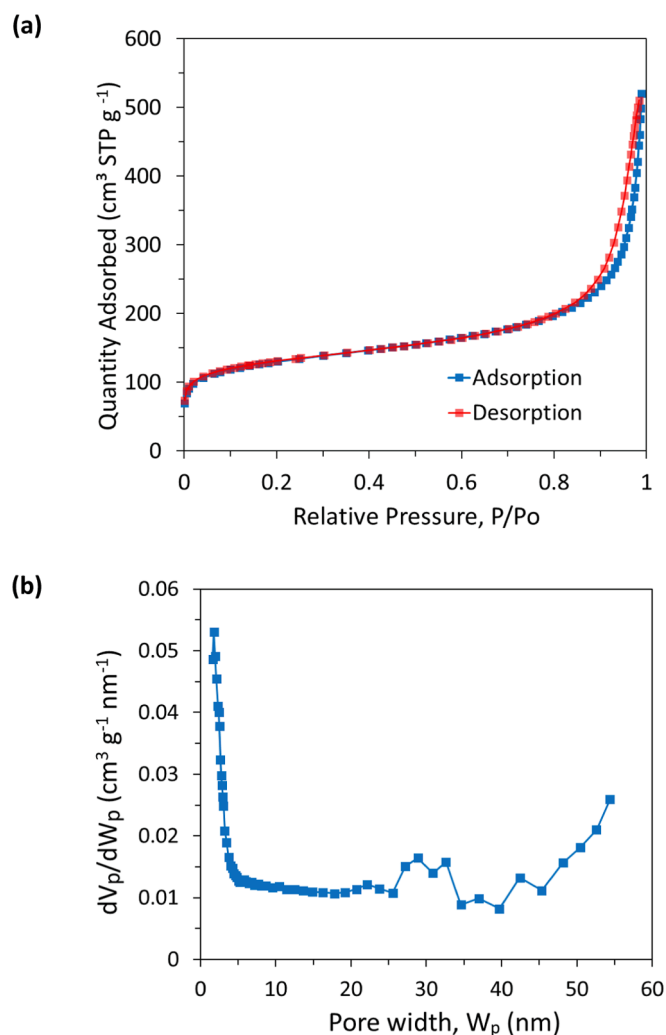 (a)
600
500
400
300
200
100
0
Quantity Adsorbed (cm³ STP g⁻¹)
Adsorption
Desorption
0 0.2 0.4 0.6 0.8 1
Relative Pressure, P/Po
(b)
0.06
0.05
0.04
0.03
0.02
0.01
0
dVₚ/dWₚ (cm³ g⁻¹ nm⁻¹)
0 10 20 30 40 50 60
Pore width, Wₚ (nm)